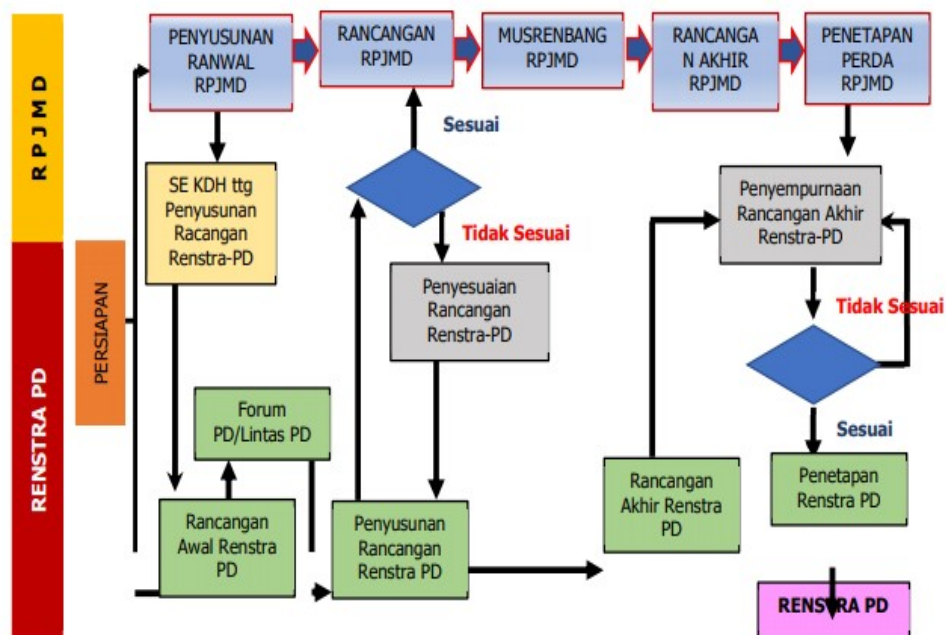 R P J M D
RENSTRA PD
PERSIAPAN
PENYUSUNAN
RANWAL
RPJMD
RANCANGAN
RPJMD
MUSRENBANG
RPJMD
RANCANGA
N AKHIR
RPJMD
PENETAPAN
PERDA
RPJMD
SE KDH ttg
Penyusunan
Racangan
Renstra-PD
Sesuai
Tidak Sesuai
Penyesuaian
Rancangan
Renstra-PD
Penyempurnaan
Rancangan Akhir
Renstra-PD
Tidak Sesuai
Sesuai
Forum
PD/Lintas PD
Rancangan
Awal Renstra
PD
Penyusunan
Rancangan
Renstra PD
Rancangan
Akhir Renstra
PD
Penetapan
Renstra PD
RENSTRA PD